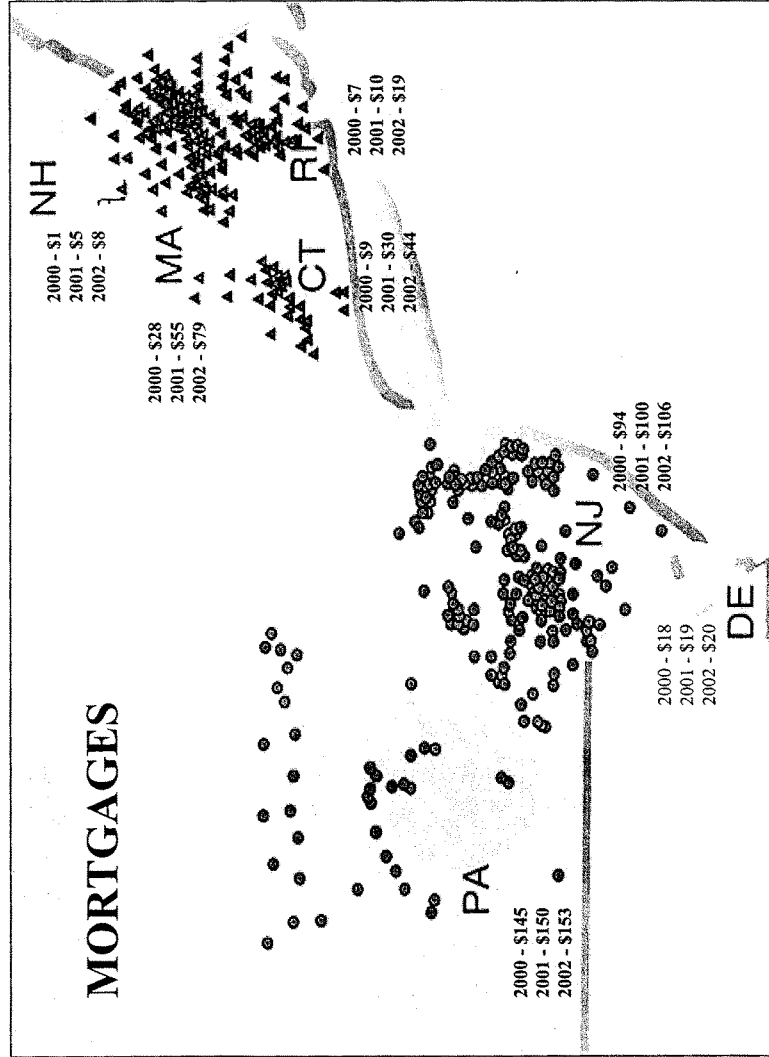 MORTGAGES
NH
2000 - $1
2001 - $5
2002 - $8
MA
2000 - $28
2001 - $55
2002 - $79
CT
2000 - $9
2001 - $30
2002 - $44
RI
2000 - $7
2001 - $10
2002 - $19
PA
2000 - $145
2001 - $150
2002 - $153
NJ
2000 - $94
2001 - $100
2002 - $106
DE
2000 - $18
2001 - $19
2002 - $20